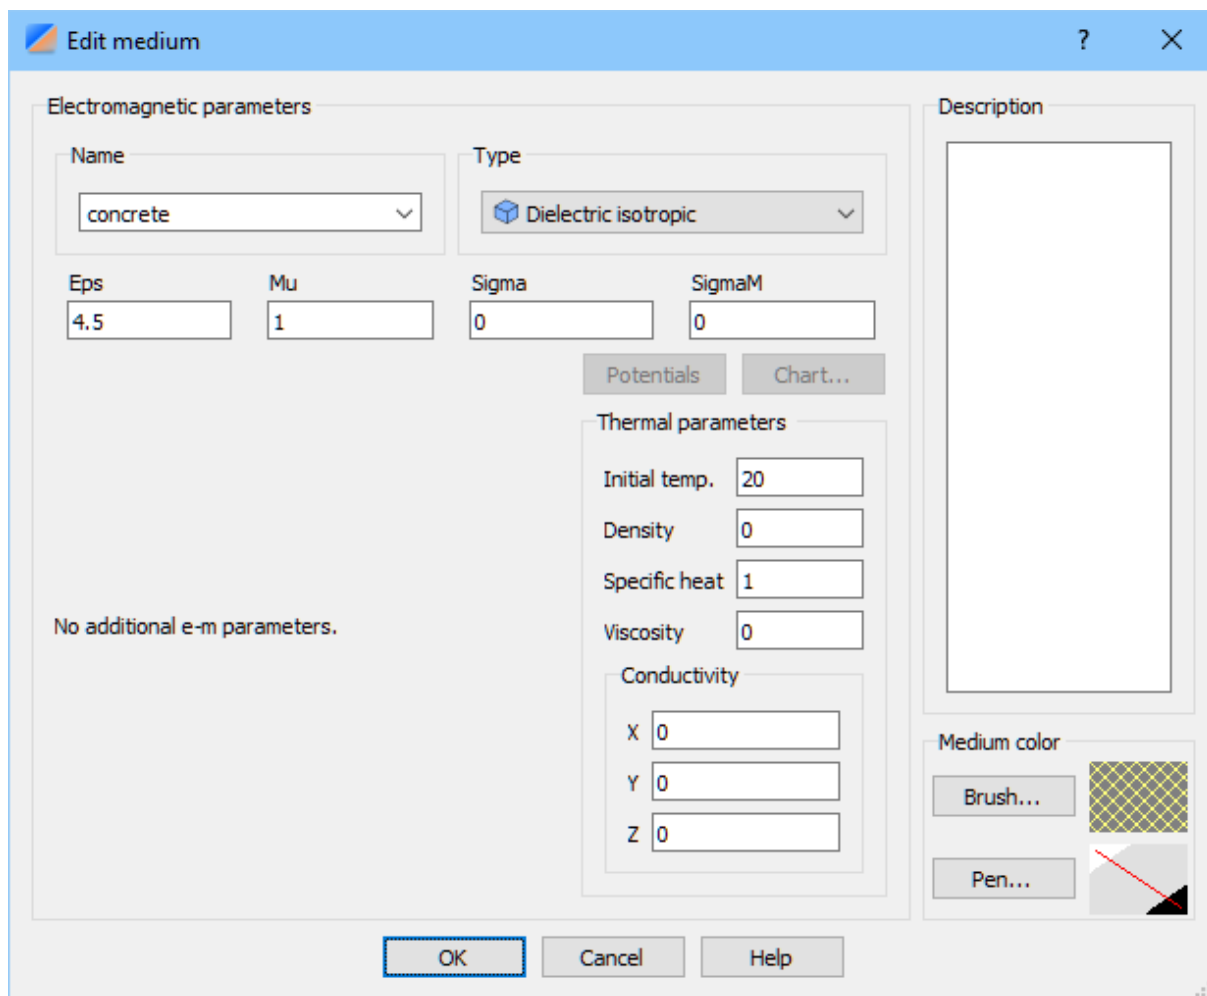 Edit medium
?
Electromagnetic parameters
Name
concrete
Type
Dielectric isotropic
Eps
Mu
Sigma
SigmaM
4.5
1
0
0
Potentials
Chart...
Thermal parameters
Initial temp.
20
Density
0
Specific heat
1
Viscosity
0
Conductivity
X
0
Y
0
Z
0
No additional e-m parameters.
Description
Medium color
Brush...
Pen...
OK
Cancel
Help